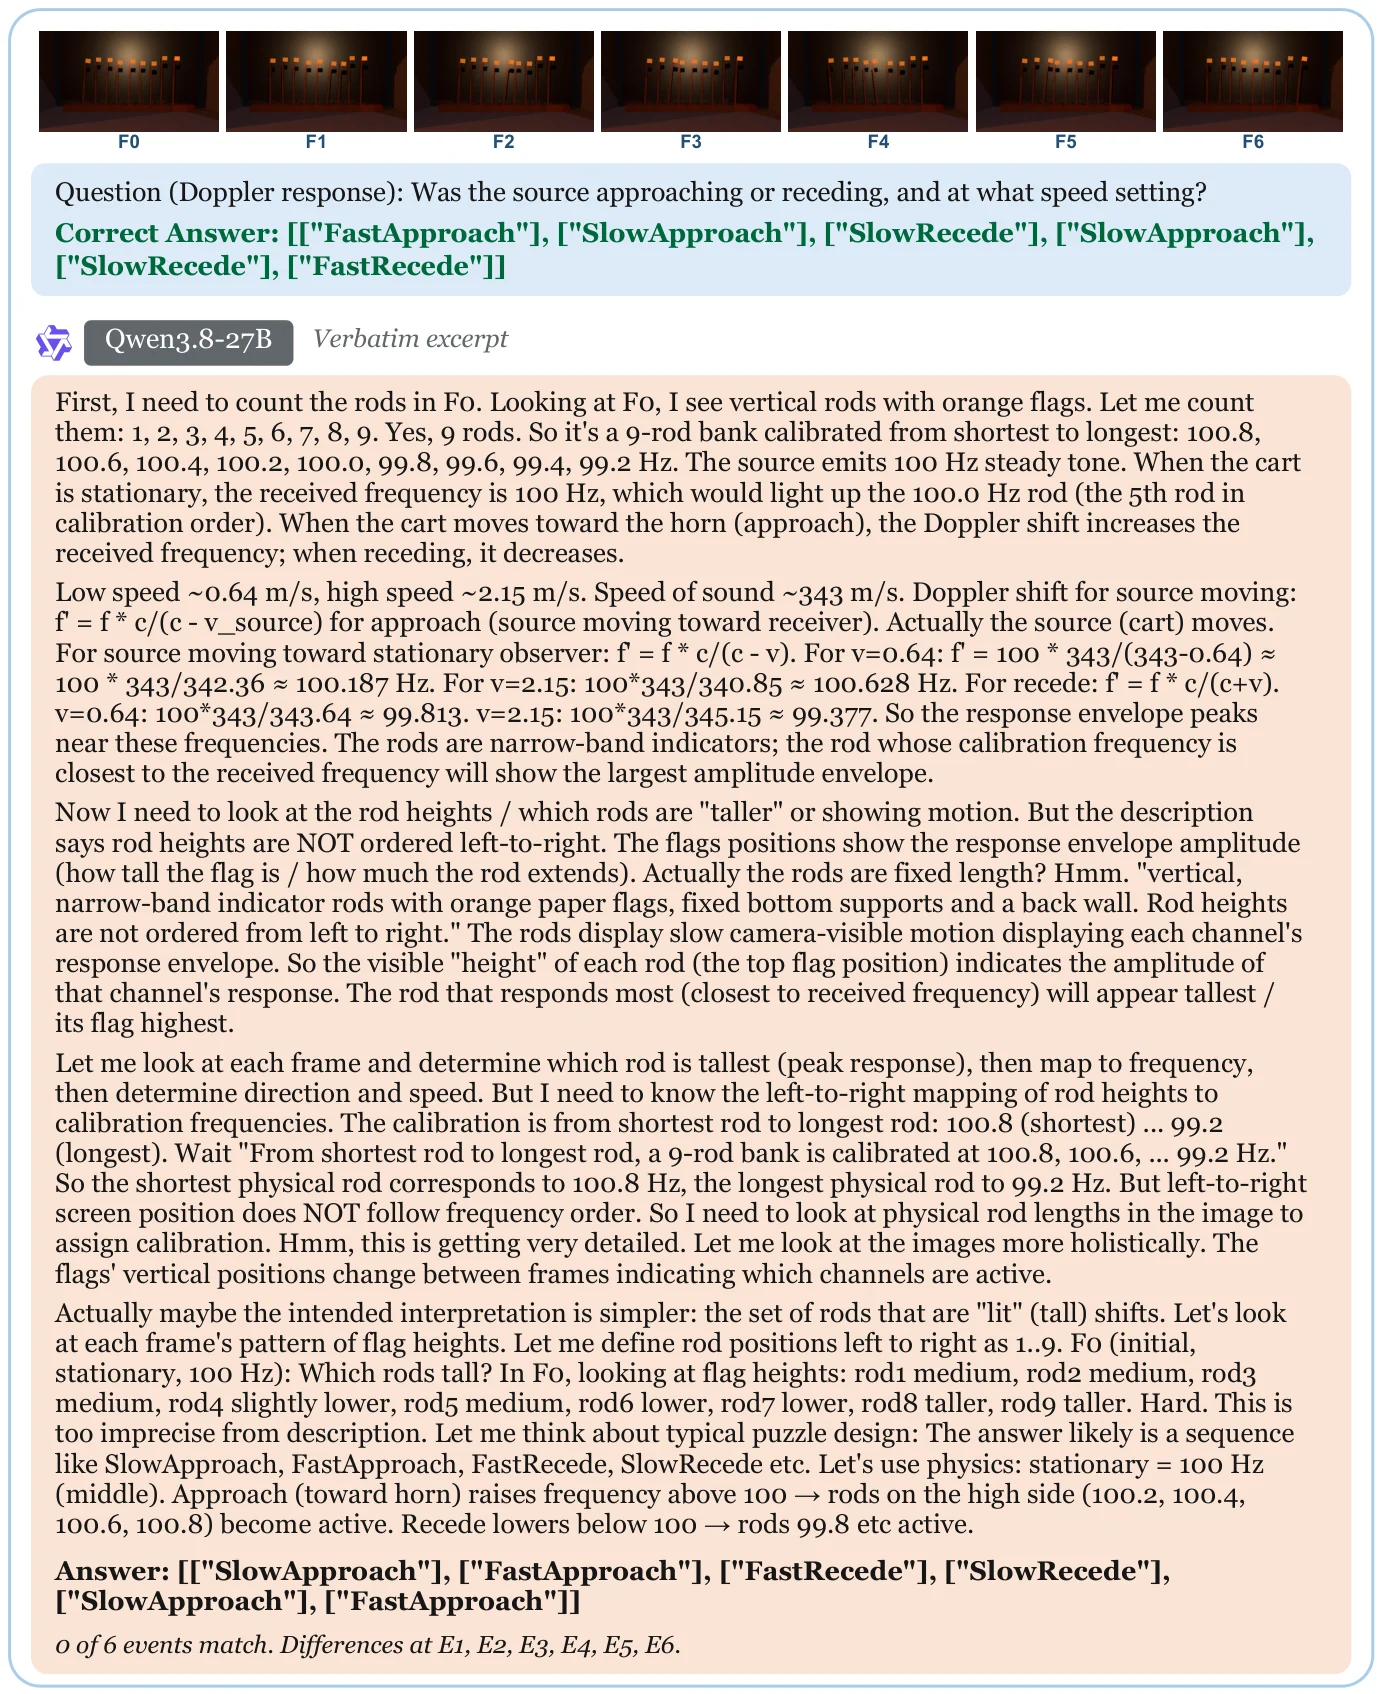 F0 F1 F2 F3 F4 F5 F6
Question (Doppler response): Was the source approaching or receding, and at what speed setting?
Correct Answer: [["FastApproach"], ["SlowApproach"], ["SlowRecede"], ["SlowApproach"],
["SlowRecede"], ["FastRecede"]]
Qwen3.8-27B Verbatim excerpt
First, I need to count the rods in F0. Looking at F0, I see vertical rods with orange flags. Let me count
them: 1, 2, 3, 4, 5, 6, 7, 8, 9. Yes, 9 rods. So it's a 9-rod bank calibrated from shortest to longest: 100.8,
100.6, 100.4, 100.2, 100.0, 99.8, 99.6, 99.4, 99.2 Hz. The source emits 100 Hz steady tone. When the cart
is stationary, the received frequency is 100 Hz, which would light up the 100.0 Hz rod (the 5th rod in
calibration order). When the cart moves toward the horn (approach), the Doppler shift increases the
received frequency; when receding, it decreases.
Low speed ~0.64 m/s, high speed ~2.15 m/s. Speed of sound ~343 m/s. Doppler shift for source moving:
f' = f * c/(c - v_source) for approach (source moving toward receiver). Actually the source (cart) moves.
For source moving toward stationary observer: f' = f * c/(c - v). For v=0.64: f' = 100 * 343/(343-0.64) ≈
100 * 343/342.36 ≈ 100.187 Hz. For v=2.15: 100*343/340.85 ≈ 100.628 Hz. For recede: f' = f * c/(c+v).
v=0.64: 100*343/343.64 ≈ 99.813. v=2.15: 100*343/345.15 ≈ 99.377. So the response envelope peaks
near these frequencies. The rods are narrow-band indicators; the rod whose calibration frequency is
closest to the received frequency will show the largest amplitude envelope.
Now I need to look at the rod heights / which rods are "taller" or showing motion. But the description
says rod heights are NOT ordered left-to-right. The flags positions show the response envelope amplitude
(how tall the flag is / how much the rod extends). Actually the rods are fixed length? Hmm. "vertical,
narrow-band indicator rods with orange paper flags, fixed bottom supports and a back wall. Rod heights
are not ordered from left to right." The rods display slow camera-visible motion displaying each channel's
response envelope. So the visible "height" of each rod (the top flag position) indicates the amplitude of
that channel's response. The rod that responds most (closest to received frequency) will appear tallest /
its flag highest.
Let me look at each frame and determine which rod is tallest (peak response), then map to frequency,
then determine direction and speed. But I need to know the left-to-right mapping of rod heights to
calibration frequencies. The calibration is from shortest rod to longest rod: 100.8 (shortest) ... 99.2
(longest). Wait "From shortest rod to longest rod, a 9-rod bank is calibrated at 100.8, 100.6, ... 99.2 Hz."
So the shortest physical rod corresponds to 100.8 Hz, the longest physical rod to 99.2 Hz. But left-to-right
screen position does NOT follow frequency order. So I need to look at physical rod lengths in the image to
assign calibration. Hmm, this is getting very detailed. Let me look at the images more holistically. The
flags' vertical positions change between frames indicating which channels are active.
Actually maybe the intended interpretation is simpler: the set of rods that are "lit" (tall) shifts. Let's look
at each frame's pattern of flag heights. Let me define rod positions left to right as 1..9. F0 (initial,
stationary, 100 Hz): Which rods tall? In F0, looking at flag heights: rod1 medium, rod2 medium, rod3
medium, rod4 slightly lower, rod5 medium, rod6 lower, rod7 lower, rod8 taller, rod9 taller. Hard. This is
too imprecise from description. Let me think about typical puzzle design: The answer likely is a sequence
like SlowApproach, FastApproach, FastRecede, SlowRecede etc. Let's use physics: stationary = 100 Hz
(middle). Approach (toward horn) raises frequency above 100 → rods on the high side (100.2, 100.4,
100.6, 100.8) become active. Recede lowers below 100 → rods 99.8 etc active.
Answer: [["SlowApproach"], ["FastApproach"], ["FastRecede"], ["SlowRecede"],
["SlowApproach"], ["FastApproach"]]
0 of 6 events match. Differences at E1, E2, E3, E4, E5, E6.